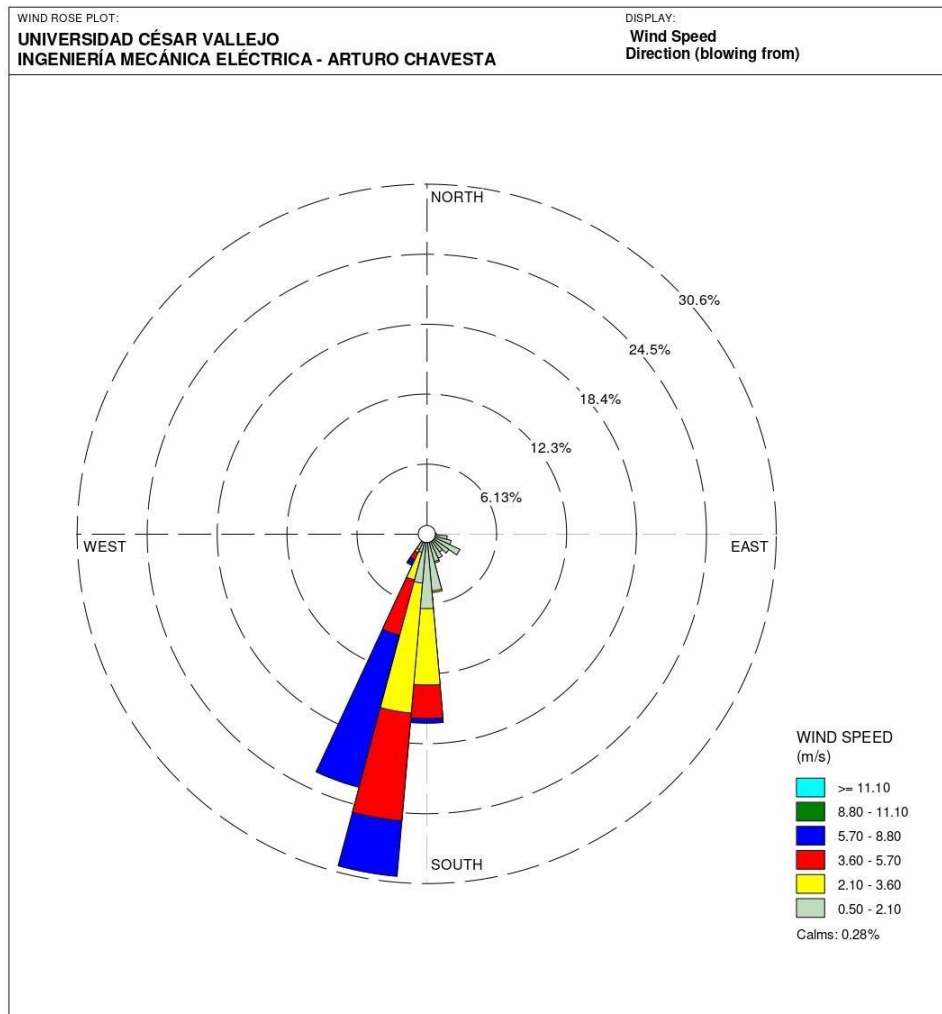 WIND ROSE PLOT:
UNIVERSIDAD CÉSAR VALLEJO
INGENIERÍA MECÁNICA ELÉCTRICA - ARTURO CHAVESTA
DISPLAY:
Wind Speed
Direction (blowing from)
NORTH
30.6%
24.5%
18.4%
12.3%
6.13%
WEST
EAST
SOUTH
WIND SPEED
(m/s)
>= 11.10
8.80 - 11.10
5.70 - 8.80
3.60 - 5.70
2.10 - 3.60
0.50 - 2.10
Calms: 0.28%